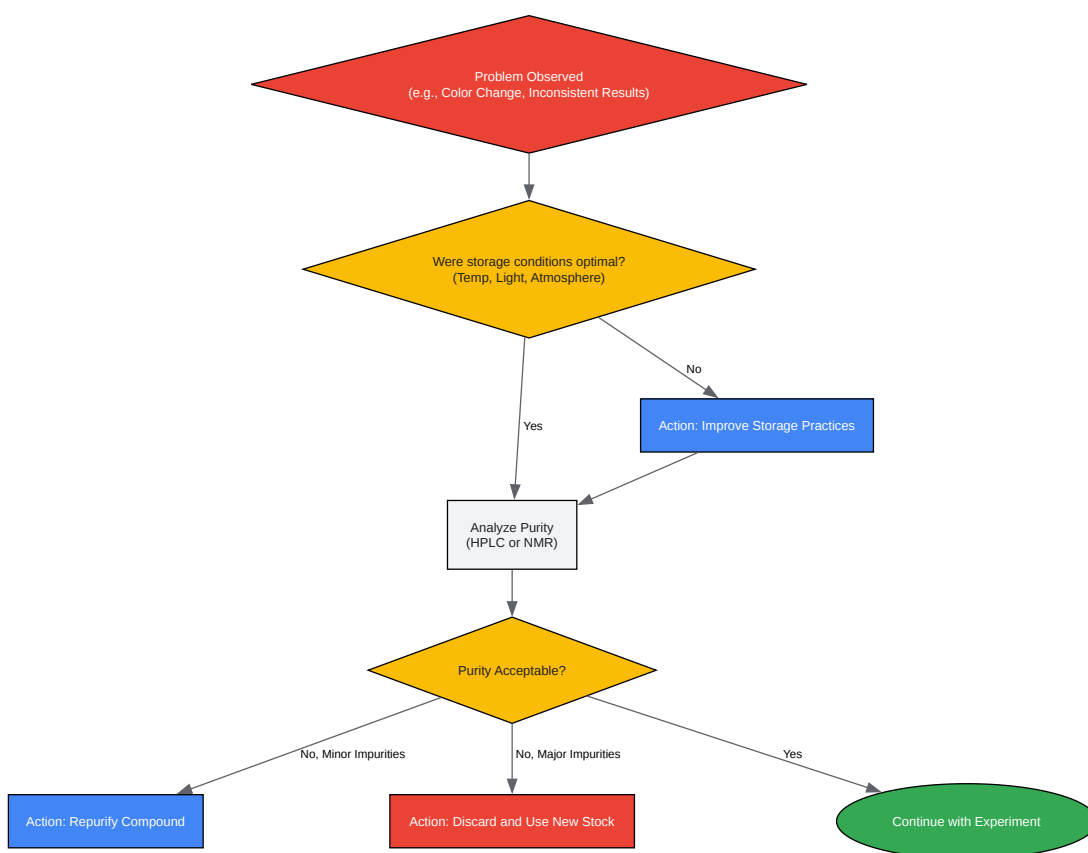 Problem Observed
(e.g., Color Change, Inconsistent Results)
Were storage conditions optimal?
(Temp, Light, Atmosphere)
No
Action: Improve Storage Practices
Yes
Analyze Purity
(HPLC or NMR)
Purity Acceptable?
No, Minor Impurities
No, Major Impurities
Yes
Action: Repurify Compound
Action: Discard and Use New Stock
Continue with Experiment